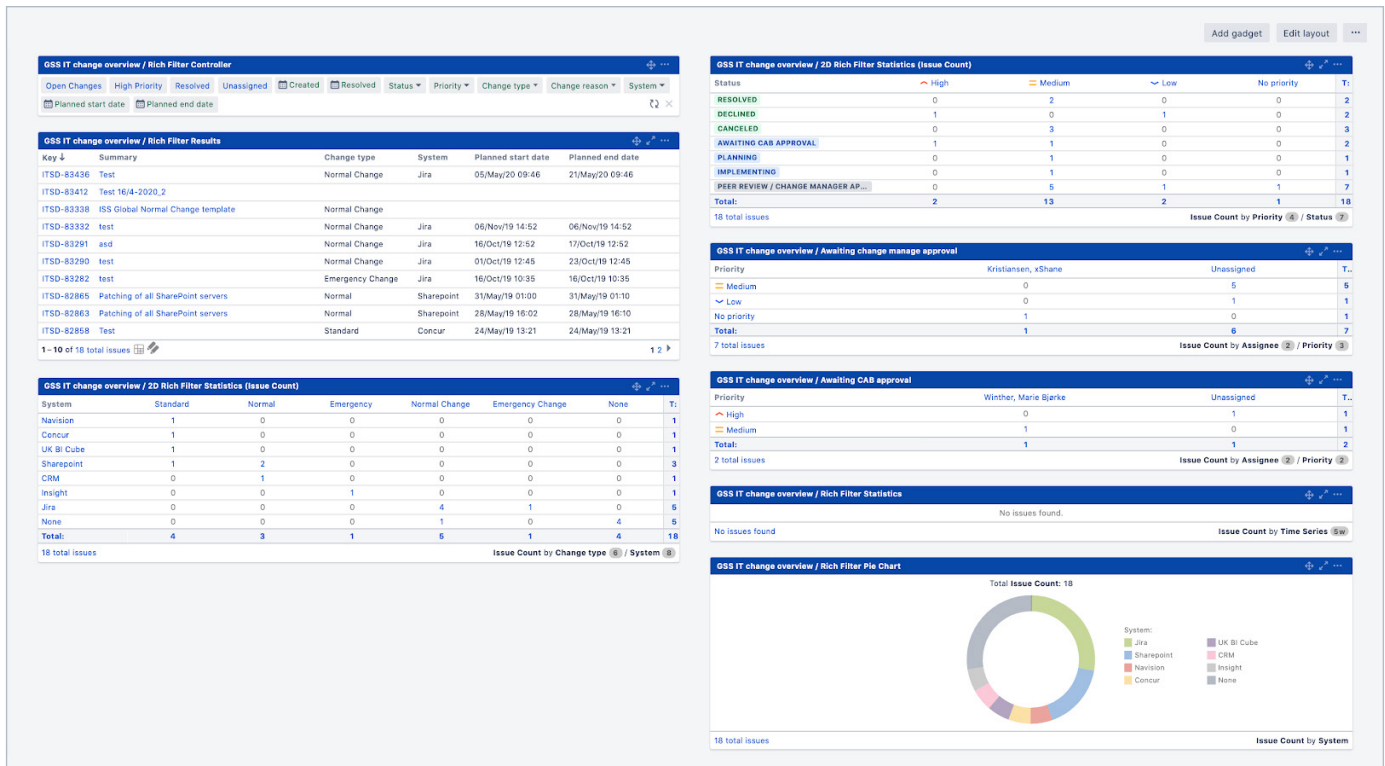 Add gadget Edit layout ···
GSS IT change overview / Rich Filter Controller
Open Changes High Priority Resolved Unassigned Created Resolved Status Priority Change type Change reason System
Planned start date Planned end date
GSS IT change overview / Rich Filter Results
Key Summary Change type System Planned start date Planned end date
ITSD-83436 Test Normal Change Jira 05/May/20 09:46 21/May/20 09:46
ITSD-83412 Test 16/4-2020_2
ITSD-83338 ISS Global Normal Change template Normal Change
ITSD-83332 test Normal Change Jira 06/Nov/19 14:52 06/Nov/19 14:52
ITSD-83291 asd Normal Change Jira 16/Oct/19 12:52 17/Oct/19 12:52
ITSD-83290 test Normal Change Jira 01/Oct/19 12:45 23/Oct/19 12:45
ITSD-83282 test Emergency Change Jira 16/Oct/19 10:35 16/Oct/19 10:35
ITSD-82865 Patching of all SharePoint servers Normal Sharepoint 31/May/19 01:00 31/May/19 01:10
ITSD-82863 Patching of all SharePoint servers Normal Sharepoint 28/May/19 16:02 28/May/19 16:10
ITSD-82858 Test Standard Concur 24/May/19 13:21 24/May/19 13:21
1–10 of 18 total issues 1 2
GSS IT change overview / 2D Rich Filter Statistics (Issue Count)
System Standard Normal Emergency Normal Change Emergency Change None T:
Navision 1 0 0 0 0 0 1
Concur 1 0 0 0 0 0 1
UK BI Cube 1 0 0 0 0 0 1
Sharepoint 1 2 0 0 0 0 3
CRM 0 1 0 0 0 0 1
Insight 0 0 1 0 0 0 1
Jira 0 0 0 4 1 0 5
None 0 0 0 1 0 4 5
Total: 4 3 1 5 1 4 18
18 total issues Issue Count by Change type 6 / System 8
GSS IT change overview / 2D Rich Filter Statistics (Issue Count)
Status High Medium Low No priority T:
RESOLVED 0 2 0 0 2
DECLINED 1 0 1 0 2
CANCELED 0 3 0 0 3
AWAITING CAB APPROVAL 1 1 0 0 2
PLANNING 0 1 0 0 1
IMPLEMENTING 0 1 0 0 1
PEER REVIEW / CHANGE MANAGER AP... 0 5 1 1 7
Total: 2 13 2 1 18
18 total issues Issue Count by Priority 4 / Status 7
GSS IT change overview / Awaiting change manage approval
Priority Kristiansen, xShane Unassigned T..
Medium 0 5 5
Low 0 1 1
No priority 1 0 1
Total: 1 6 7
7 total issues Issue Count by Assignee 2 / Priority 3
GSS IT change overview / Awaiting CAB approval
Priority Winther, Marie Bjørke Unassigned T..
High 0 1 1
Medium 1 0 1
Total: 1 1 2
2 total issues Issue Count by Assignee 2 / Priority 2
GSS IT change overview / Rich Filter Statistics
No issues found.
No issues found Issue Count by Time Series 5w
GSS IT change overview / Rich Filter Pie Chart
Total Issue Count: 18
System:
Jira UK BI Cube
Sharepoint CRM
Navision Insight
Concur None
18 total issues Issue Count by System